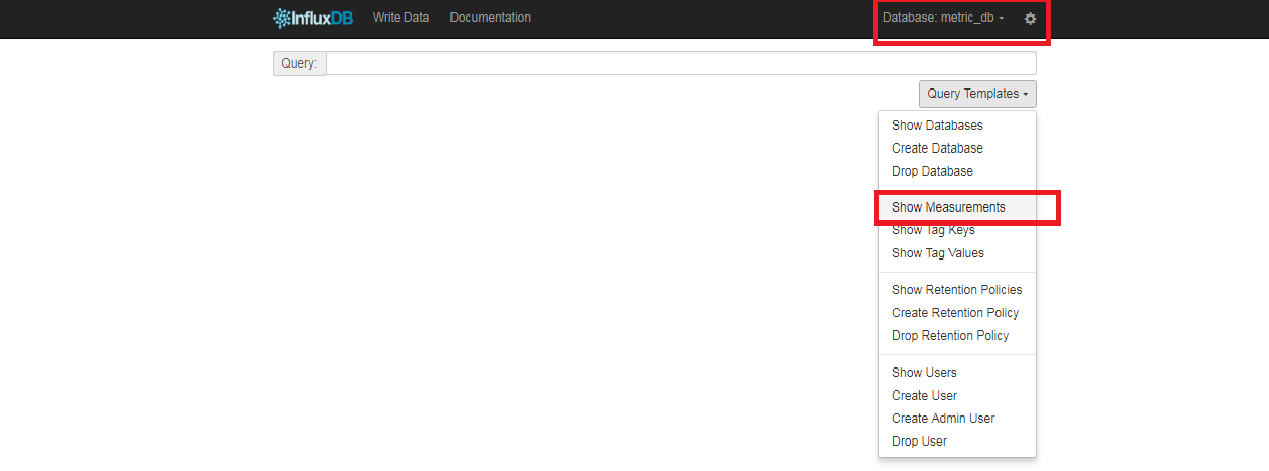 InfluxDB Write Data Documentation Database: metric_db
Query:
Query Templates
Show Databases
Create Database
Drop Database
Show Measurements
Show Tag Keys
Show Tag Values
Show Retention Policies
Create Retention Policy
Drop Retention Policy
Show Users
Create User
Create Admin User
Drop User